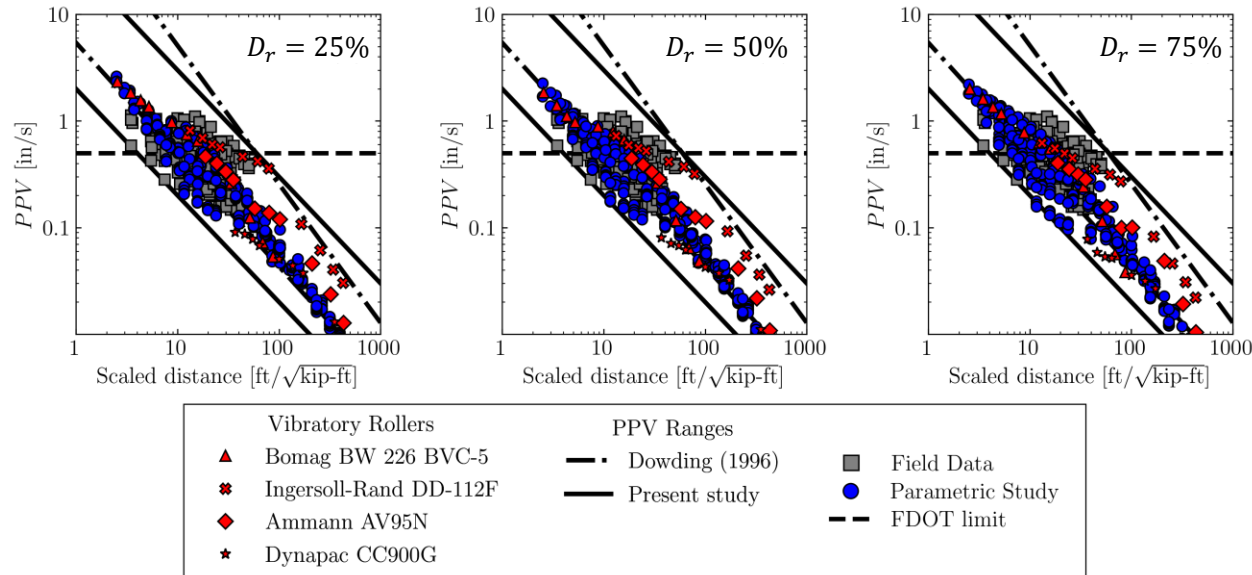 D_r = 25%
D_r = 50%
D_r = 75%
10
1
0.1
PPV [in/s]
1 10 100 1000
Scaled distance [ft/√kip-ft]
10
1
0.1
PPV [in/s]
1 10 100 1000
Scaled distance [ft/√kip-ft]
10
1
0.1
PPV [in/s]
1 10 100 1000
Scaled distance [ft/√kip-ft]
Vibratory Rollers
Bomag BW 226 BVC-5
Ingersoll-Rand DD-112F
Ammann AV95N
Dynapac CC900G
PPV Ranges
Dowding (1996)
Present study
Field Data
Parametric Study
FDOT limit